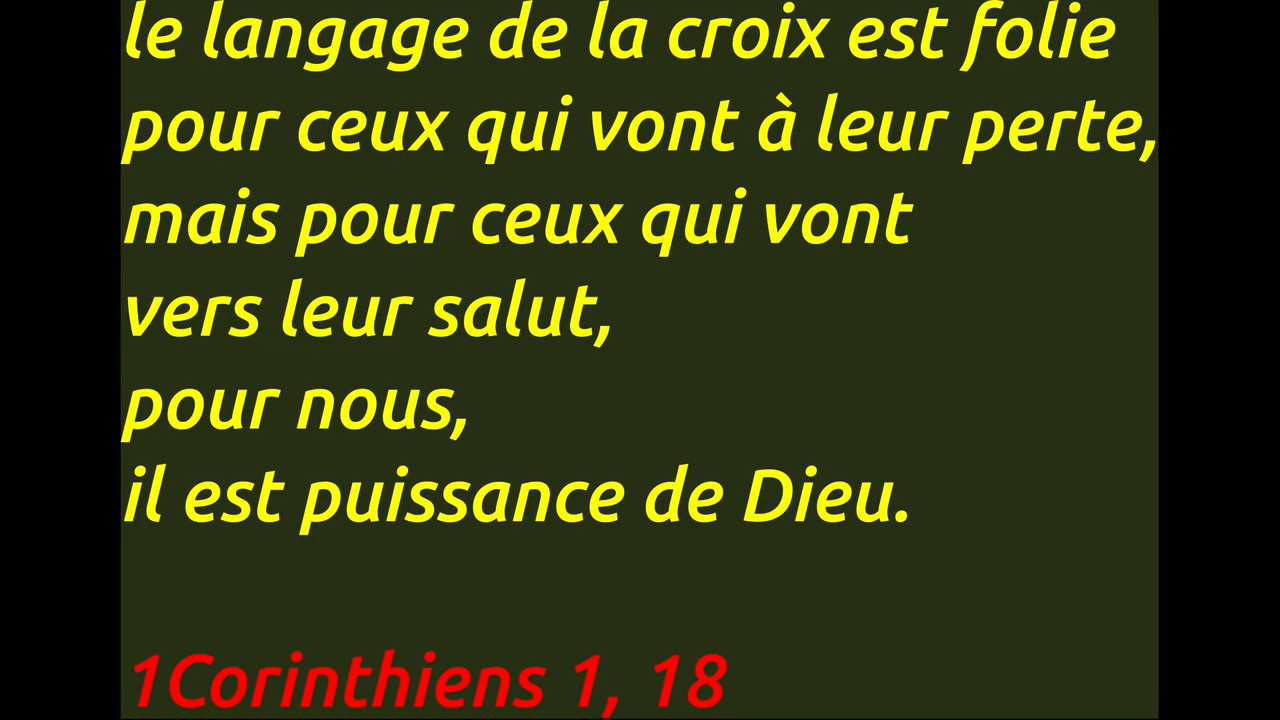 le langage de la croix est folie
pour ceux qui vont à leur perte,
mais pour ceux qui vont
vers leur salut,
pour nous,
il est puissance de Dieu.
1Corinthiens 1, 18